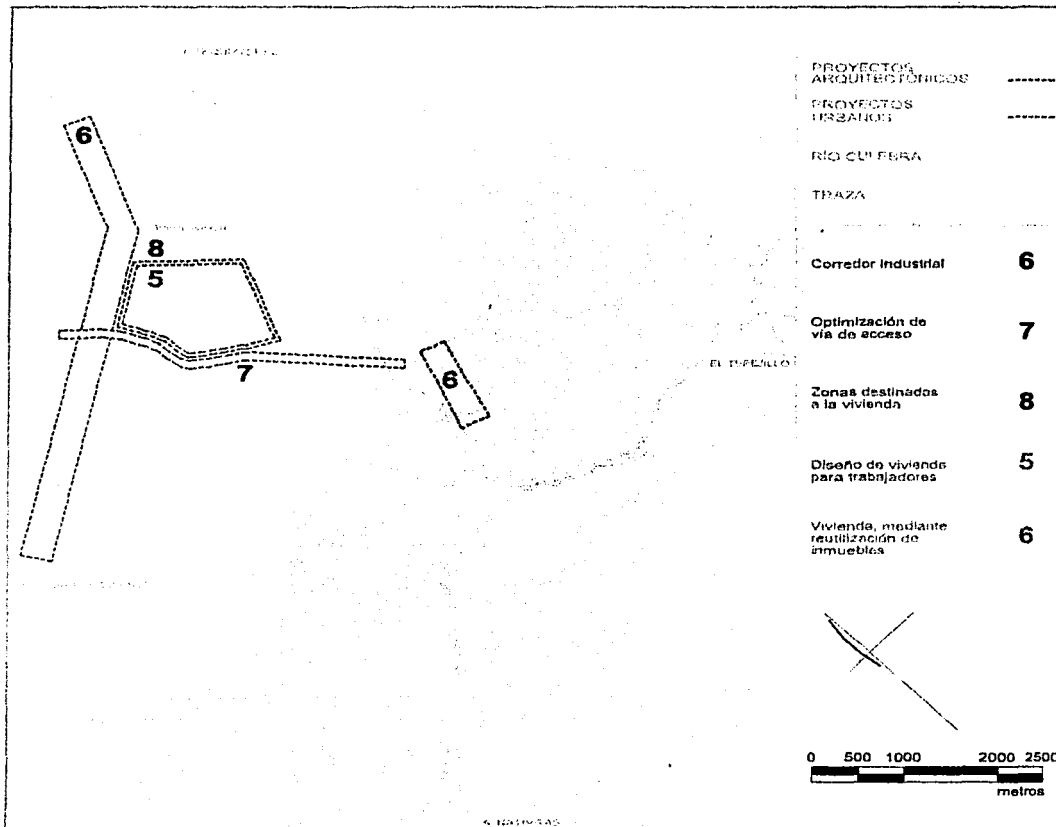 PROYECTOS
ARQUITECTÓNICOS
PROYECTOS
URBANOS
RÍO CULEBRA
TRAZA
Corredor Industrial 6
Optimización de
vía de acceso 7
Zonas destinadas
a la vivienda 8
Diseño de vivienda
para trabajadores 5
Vivienda, mediante
reutilización de
inmuebles 6
6
8
5
7
6
0 500 1000 2000 2500
metros